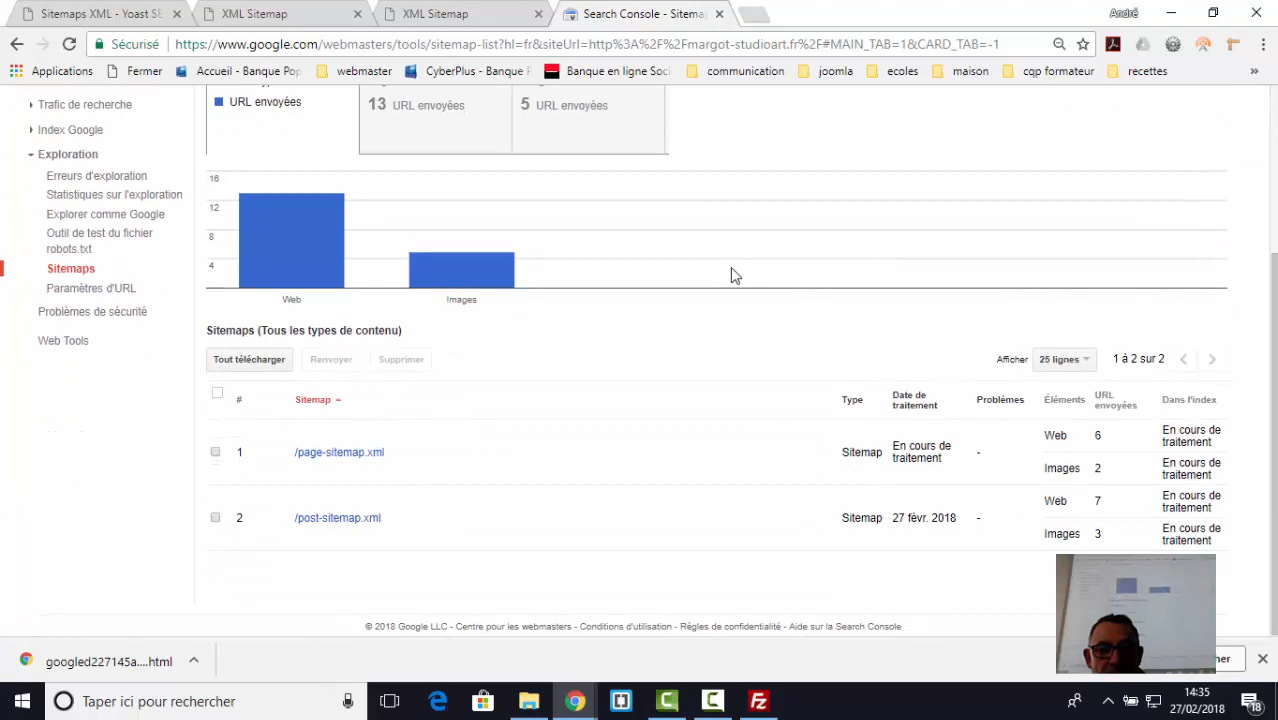 Sitemaps XML - Yoast SE
XML Sitemap
XML Sitemap
Search Console - Sitema
André
Sécurisé
https://www.google.com/webmasters/tools/sitemap-list?hl=fr&siteUrl=http%3A%2F%2Fmargot-studioart.fr%2F#MAIN_TAB=1&CARD_TAB=-1
Applications
Fermer
Accueil - Banque Pop
webmaster
CyberPlus - Banque P
Banque en ligne Soci
communication
joomla
ecoles
maison
cqp formateur
recettes
»
Trafic de recherche
Index Google
Exploration
Erreurs d'exploration
Statistiques sur l'exploration
Explorer comme Google
Outil de test du fichier
robots.txt
Sitemaps
Paramètres d'URL
Problèmes de sécurité
Web Tools
URL envoyées
13 URL envoyées
5 URL envoyées
16
12
8
4
Web
Images
Sitemaps (Tous les types de contenu)
Tout télécharger
Renvoyer
Supprimer
Afficher
25 lignes
1 à 2 sur 2
#
Sitemap
Type
Date de
traitement
Problèmes
Éléments
URL
envoyées
Dans l'index
1
/page-sitemap.xml
Sitemap
En cours de
traitement
-
Web
6
En cours de
traitement
Images
2
En cours de
traitement
2
/post-sitemap.xml
Sitemap
27 févr. 2018
-
Web
7
En cours de
traitement
Images
3
En cours de
traitement
© 2018 Google LLC - Centre pour les webmasters - Conditions d'utilisation - Règles de confidentialité - Aide sur la Search Console
googled227145a....html
her
Taper ici pour rechercher
14:35
27/02/2018
18